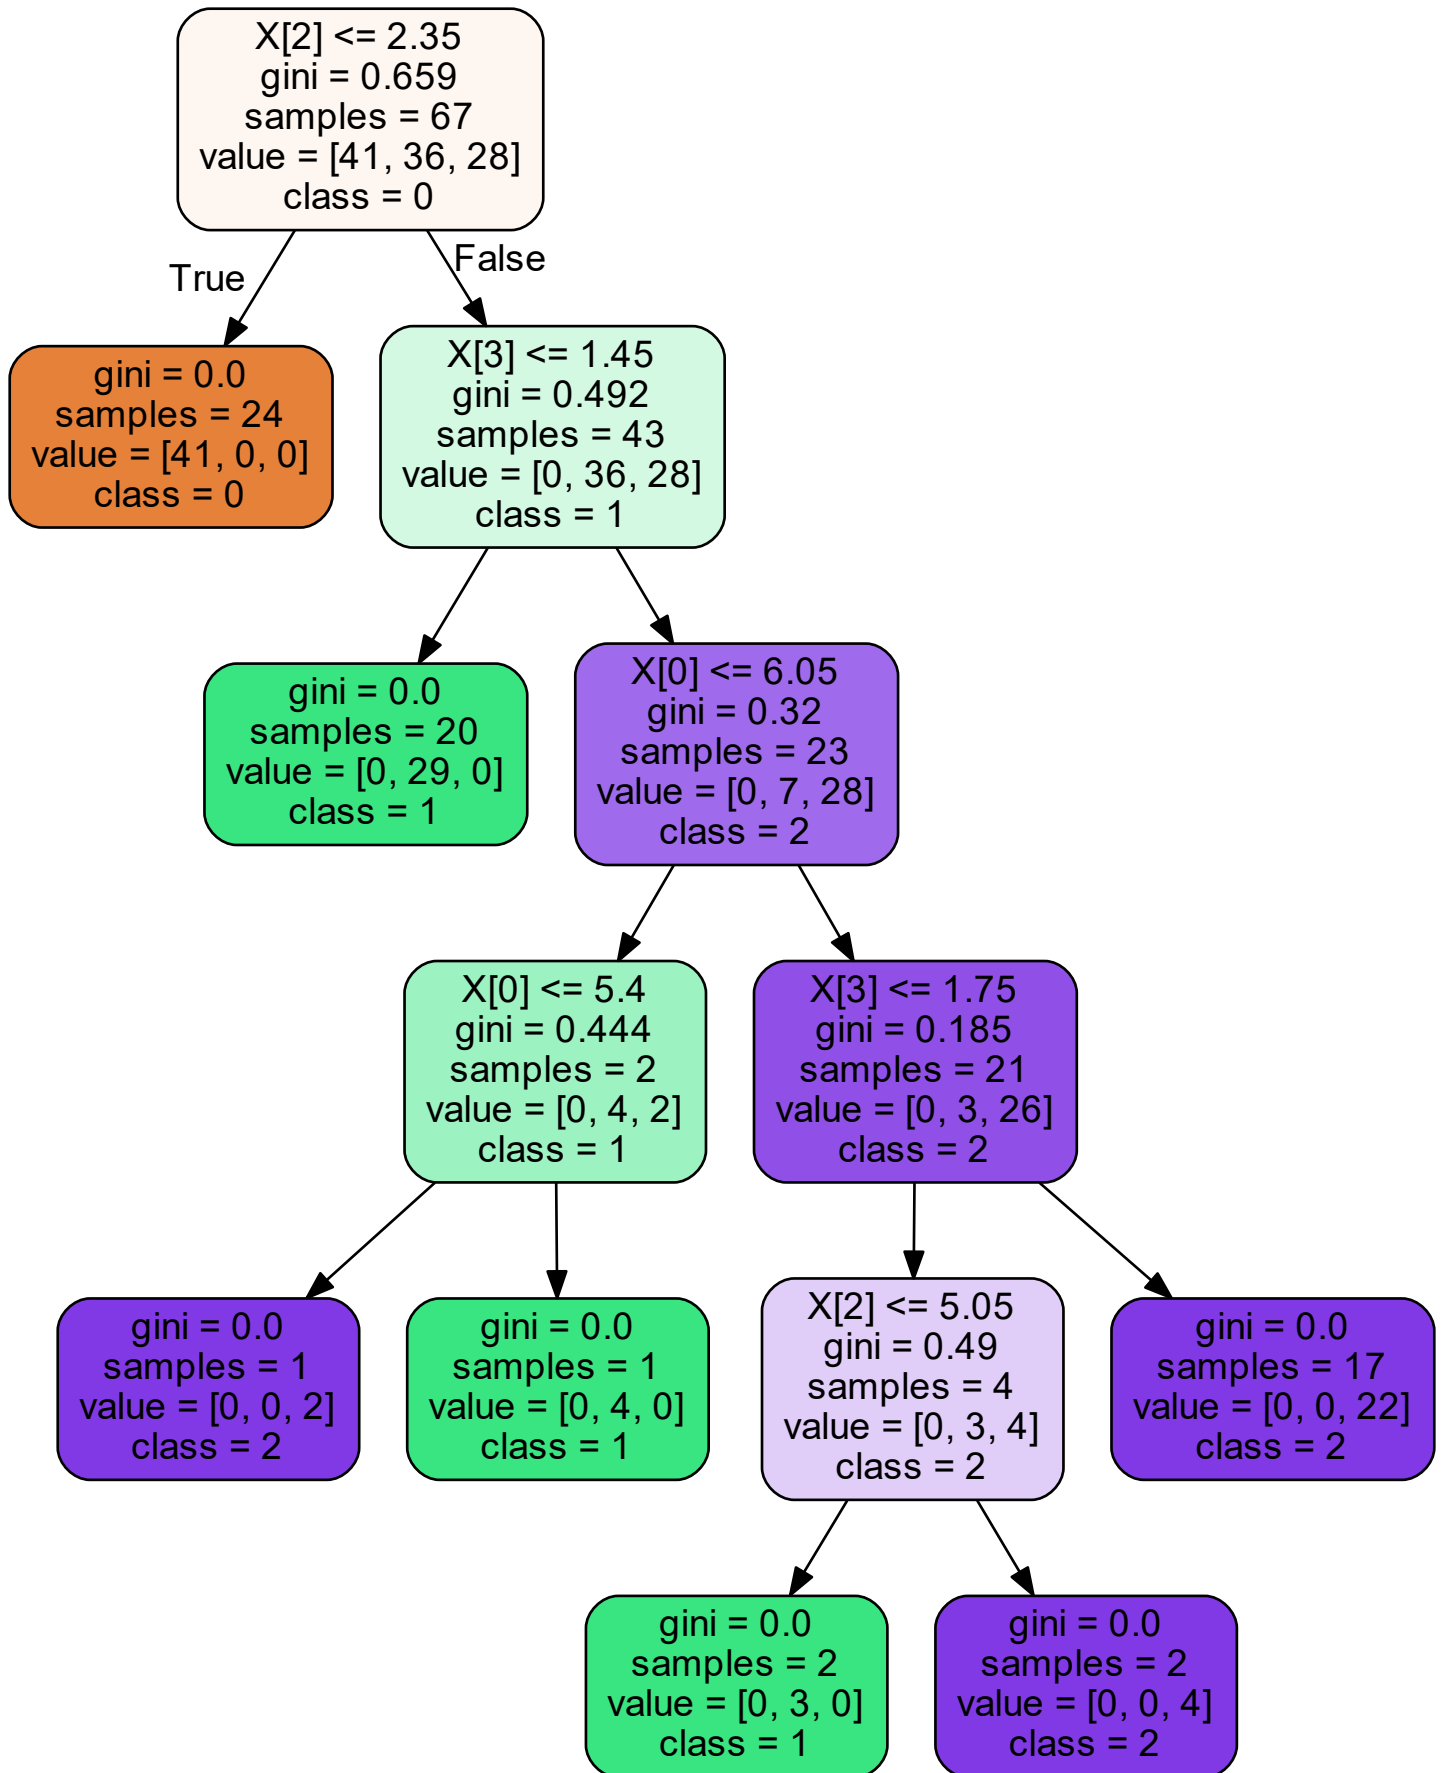 X[2] <= 2.35
gini = 0.659
samples = 67
value = [41, 36, 28]
class = 0
True
False
gini = 0.0
samples = 24
value = [41, 0, 0]
class = 0
X[3] <= 1.45
gini = 0.492
samples = 43
value = [0, 36, 28]
class = 1
gini = 0.0
samples = 20
value = [0, 29, 0]
class = 1
X[0] <= 6.05
gini = 0.32
samples = 23
value = [0, 7, 28]
class = 2
X[0] <= 5.4
gini = 0.444
samples = 2
value = [0, 4, 2]
class = 1
X[3] <= 1.75
gini = 0.185
samples = 21
value = [0, 3, 26]
class = 2
gini = 0.0
samples = 1
value = [0, 0, 2]
class = 2
gini = 0.0
samples = 1
value = [0, 4, 0]
class = 1
X[2] <= 5.05
gini = 0.49
samples = 4
value = [0, 3, 4]
class = 2
gini = 0.0
samples = 17
value = [0, 0, 22]
class = 2
gini = 0.0
samples = 2
value = [0, 3, 0]
class = 1
gini = 0.0
samples = 2
value = [0, 0, 4]
class = 2